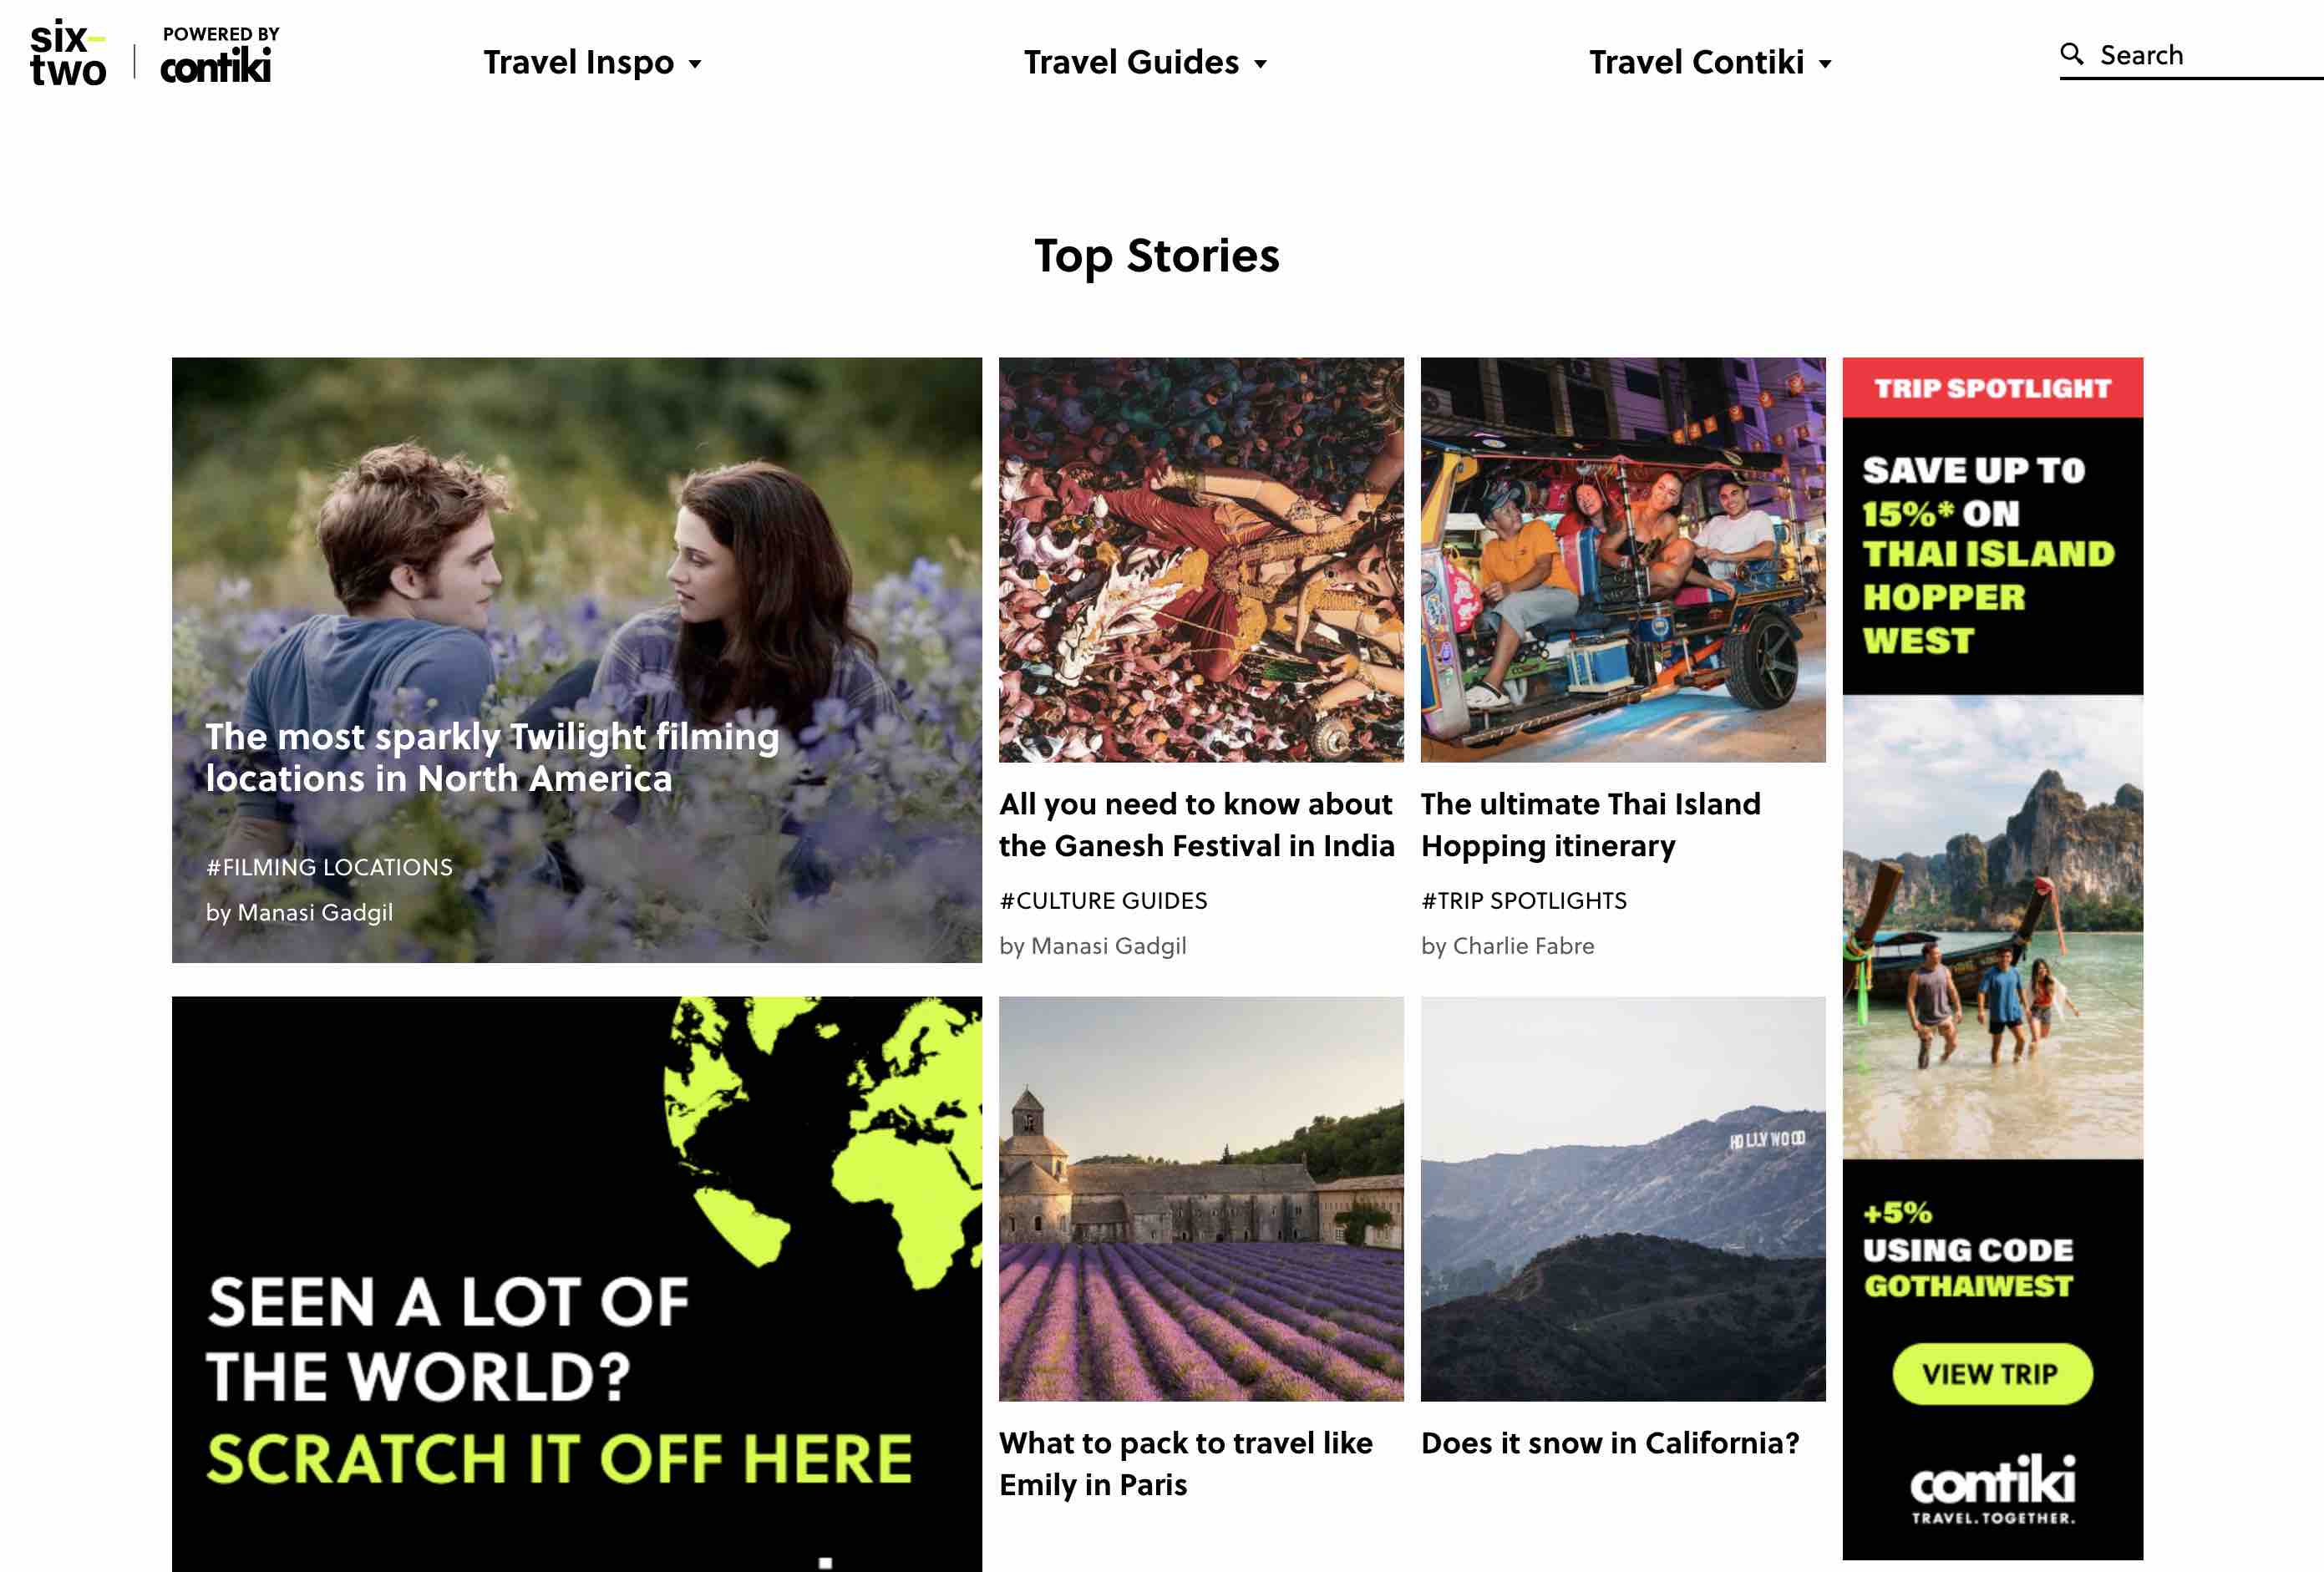 six-
two
POWERED BY
contiki
Travel Inspo
Travel Guides
Travel Contiki
Search
Top Stories
The most sparkly Twilight filming
locations in North America
#FILMING LOCATIONS
by Manasi Gadgil
All you need to know about
the Ganesh Festival in India
#CULTURE GUIDES
by Manasi Gadgil
The ultimate Thai Island
Hopping itinerary
#TRIP SPOTLIGHTS
by Charlie Fabre
TRIP SPOTLIGHT
SAVE UP TO
15%* ON
THAI ISLAND
HOPPER
WEST
+5%
USING CODE
GOTHAIWEST
VIEW TRIP
contiki
TRAVEL. TOGETHER.
SEEN A LOT OF
THE WORLD?
SCRATCH IT OFF HERE
What to pack to travel like
Emily in Paris
HOLLYWOOD
Does it snow in California?